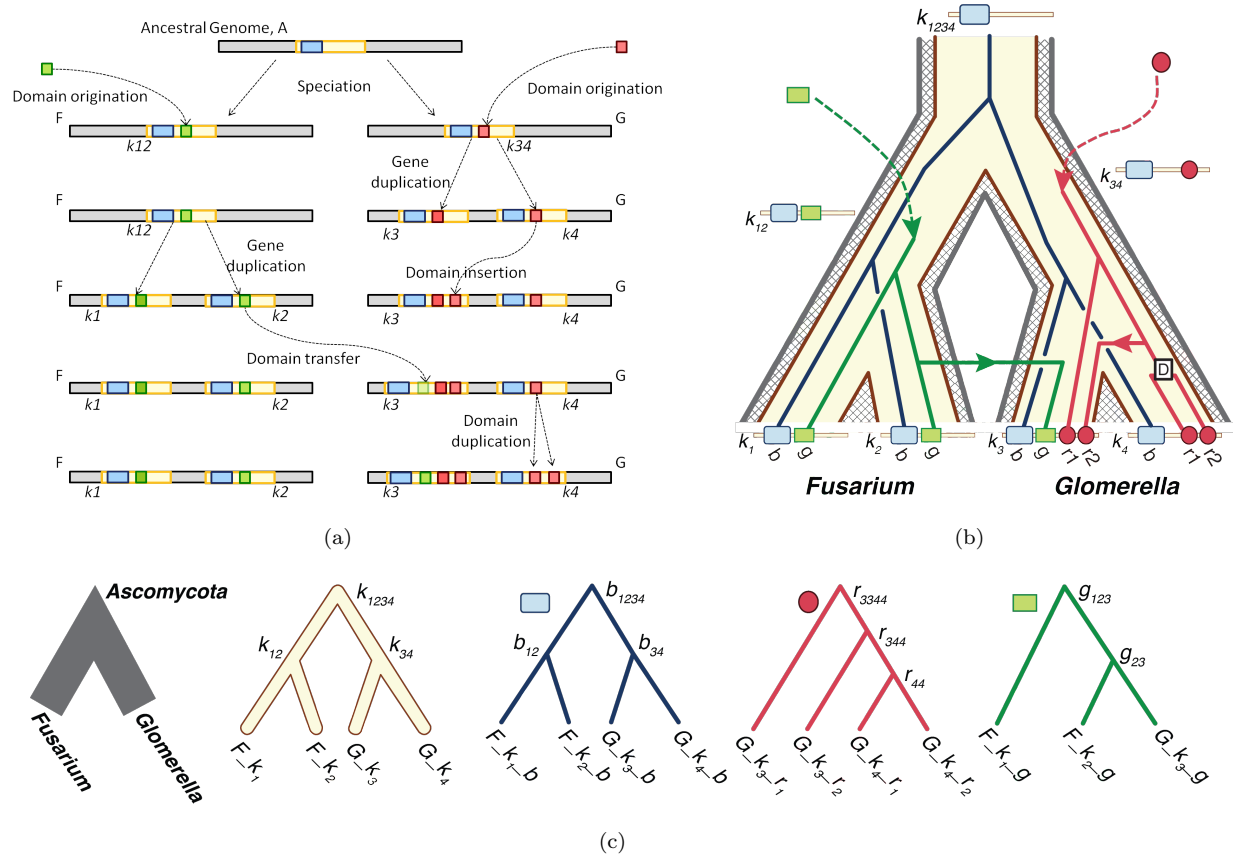 Ancestral Genome, A
Domain origination
Speciation
Domain origination
F
k12
G
k34
Gene
duplication
F
k12
G
k3
k4
Gene
duplication
Domain insertion
F
k1
k2
G
k3
k4
Domain transfer
F
k1
k2
G
k3
k4
Domain
duplication
F
k1
k2
G
k3
k4
(a)
k1234
k12
k34
D
k1
b
g
k2
b
g
k3
b
g
r1
r2
k4
b
r1
r2
Fusarium
Glomerella
(b)
Ascomycota
Fusarium
Glomerella
k1234
k12
k34
F_k1
F_k2
G_k3
G_k4
b1234
b12
b34
F_k1_b
F_k2_b
G_k3_b
G_k4_b
r3344
r344
r44
G_k3_r1
G_k3_r2
G_k4_r1
G_k4_r2
g123
g23
F_k1_g
F_k2_g
G_k3_g
(c)